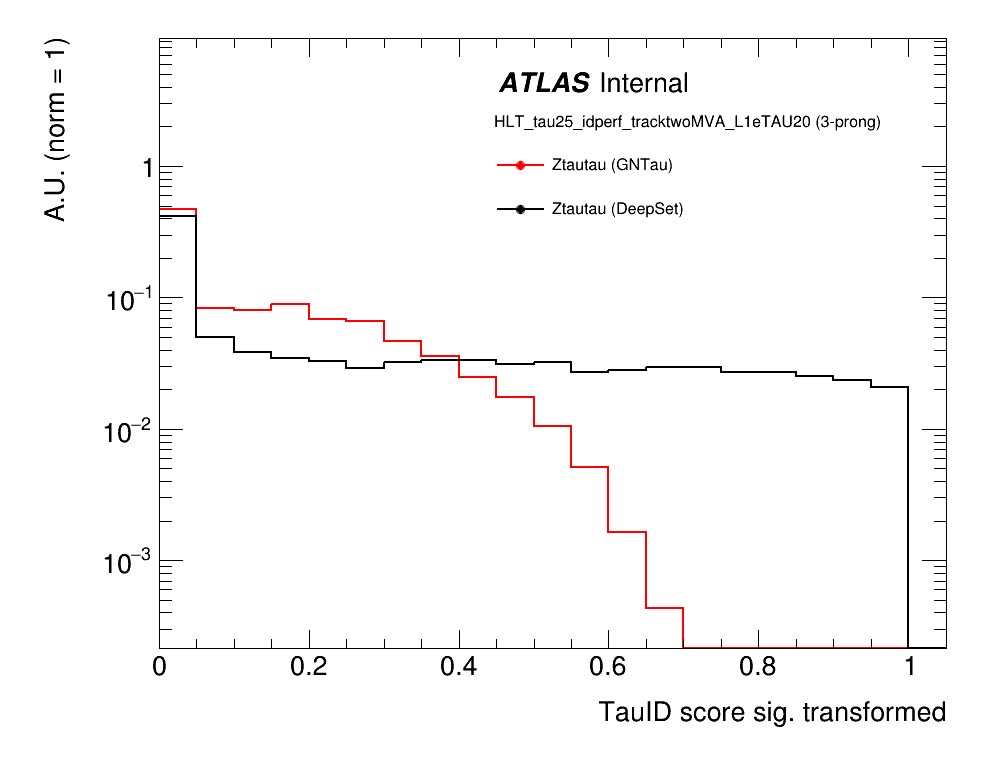 A.U. (norm = 1)
ATLAS Internal
HLT_tau25_idperf_tracktwoMVA_L1eTAU20 (3-prong)
Ztautau (GNTau)
Ztautau (DeepSet)
1
10⁻¹
10⁻²
10⁻³
0 0.2 0.4 0.6 0.8 1
TauID score sig. transformed